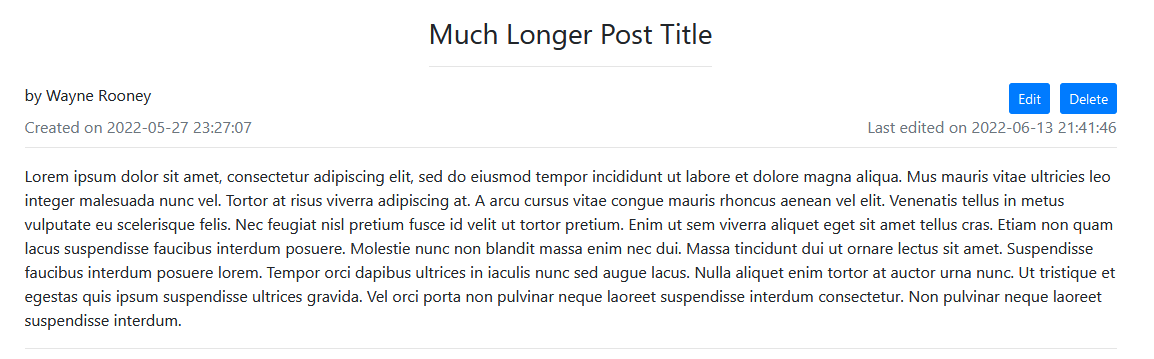 Much Longer Post Title
by Wayne Rooney
Edit Delete
Created on 2022-05-27 23:27:07
Last edited on 2022-06-13 21:41:46
Lorem ipsum dolor sit amet, consectetur adipiscing elit, sed do eiusmod tempor incididunt ut labore et dolore magna aliqua. Mus mauris vitae ultricies leo
integer malesuada nunc vel. Tortor at risus viverra adipiscing at. A arcu cursus vitae congue mauris rhoncus aenean vel elit. Venenatis tellus in metus
vulputate eu scelerisque felis. Nec feugiat nisl pretium fusce id velit ut tortor pretium. Enim ut sem viverra aliquet eget sit amet tellus cras. Etiam non quam
lacus suspendisse faucibus interdum posuere. Molestie nunc non blandit massa enim nec dui. Massa tincidunt dui ut ornare lectus sit amet. Suspendisse
faucibus interdum posuere lorem. Tempor orci dapibus ultrices in iaculis nunc sed augue lacus. Nulla aliquet enim tortor at auctor urna nunc. Ut tristique et
egestas quis ipsum suspendisse ultrices gravida. Vel orci porta non pulvinar neque laoreet suspendisse interdum consectetur. Non pulvinar neque laoreet
suspendisse interdum.